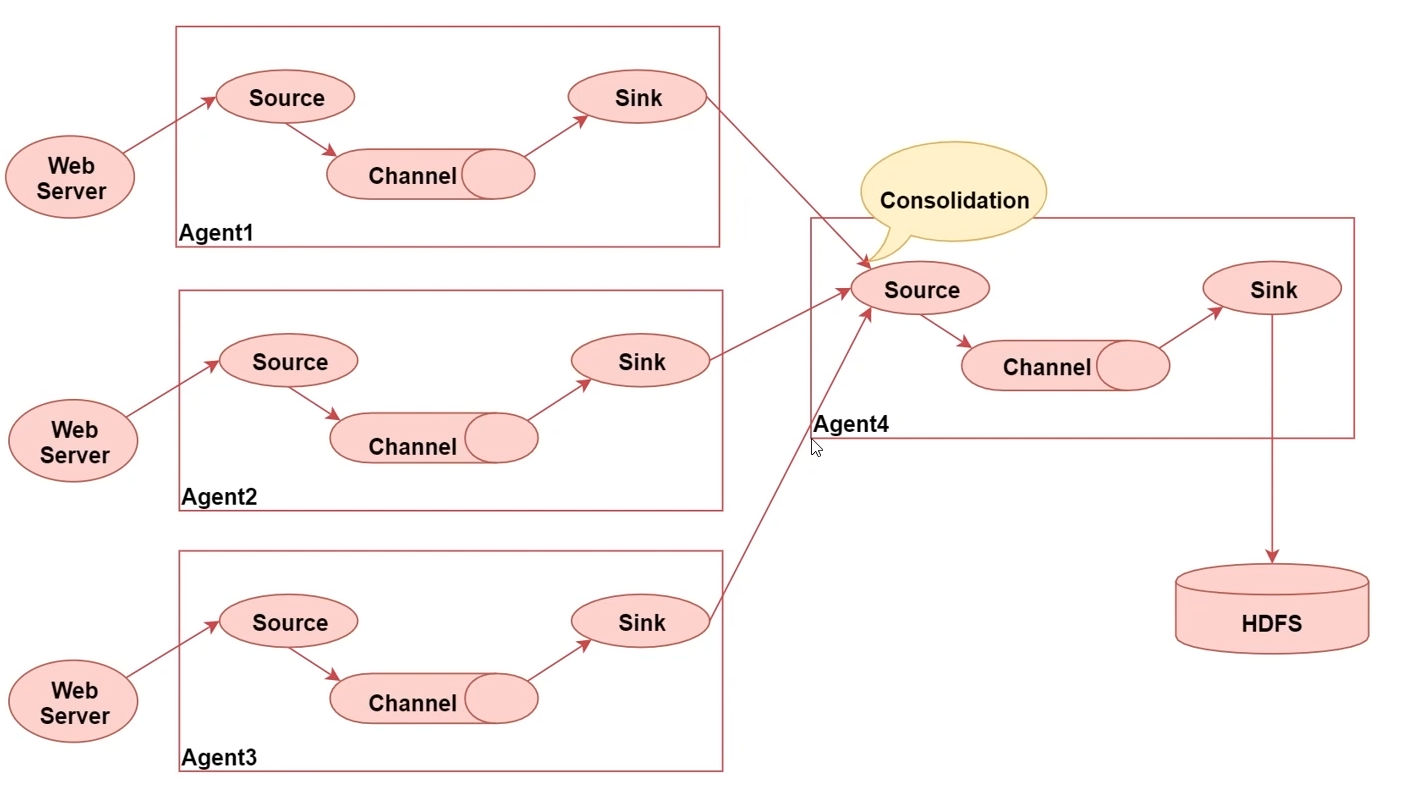 Web
Server
Source
Channel
Sink
Agent1
Web
Server
Source
Channel
Sink
Agent2
Web
Server
Source
Channel
Sink
Agent3
Consolidation
Source
Channel
Sink
Agent4
HDFS